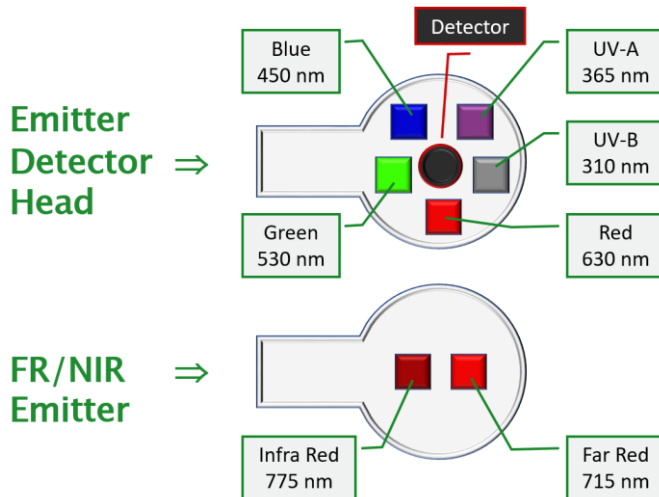 Detector
Blue
450 nm
UV-A
365 nm
Emitter
Detector ⇒
Head
UV-B
310 nm
Green
530 nm
Red
630 nm
FR/NIR ⇒
Emitter
Infra Red
775 nm
Far Red
715 nm